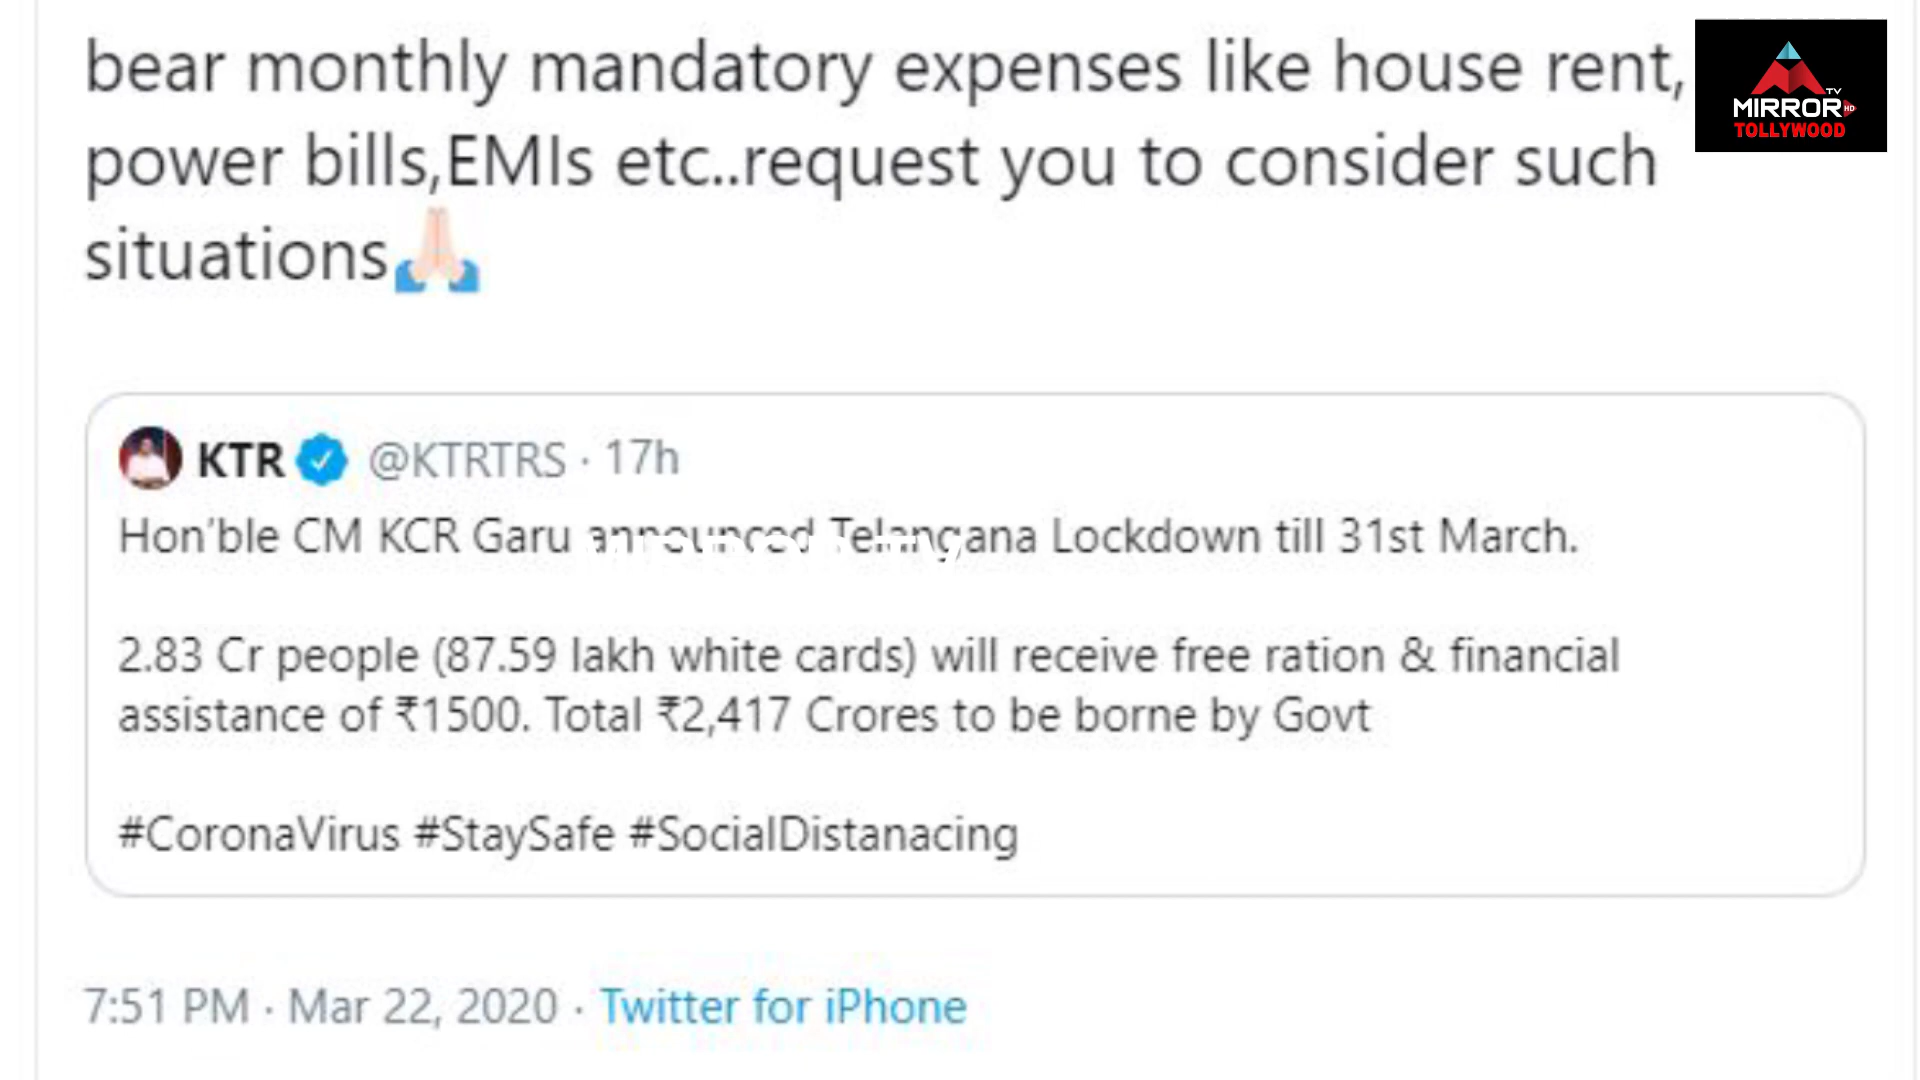 bear monthly mandatory expenses like house rent,
power bills,EMIs etc..request you to consider such
situations🙏🏻
TV
MIRROR HD
TOLLYWOOD
KTR @KTRTRS · 17h
Hon'ble CM KCR Garu announced Telangana Lockdown till 31st March.
2.83 Cr people (87.59 lakh white cards) will receive free ration & financial
assistance of ₹1500. Total ₹2,417 Crores to be borne by Govt
#CoronaVirus #StaySafe #SocialDistanacing
7:51 PM · Mar 22, 2020 · Twitter for iPhone